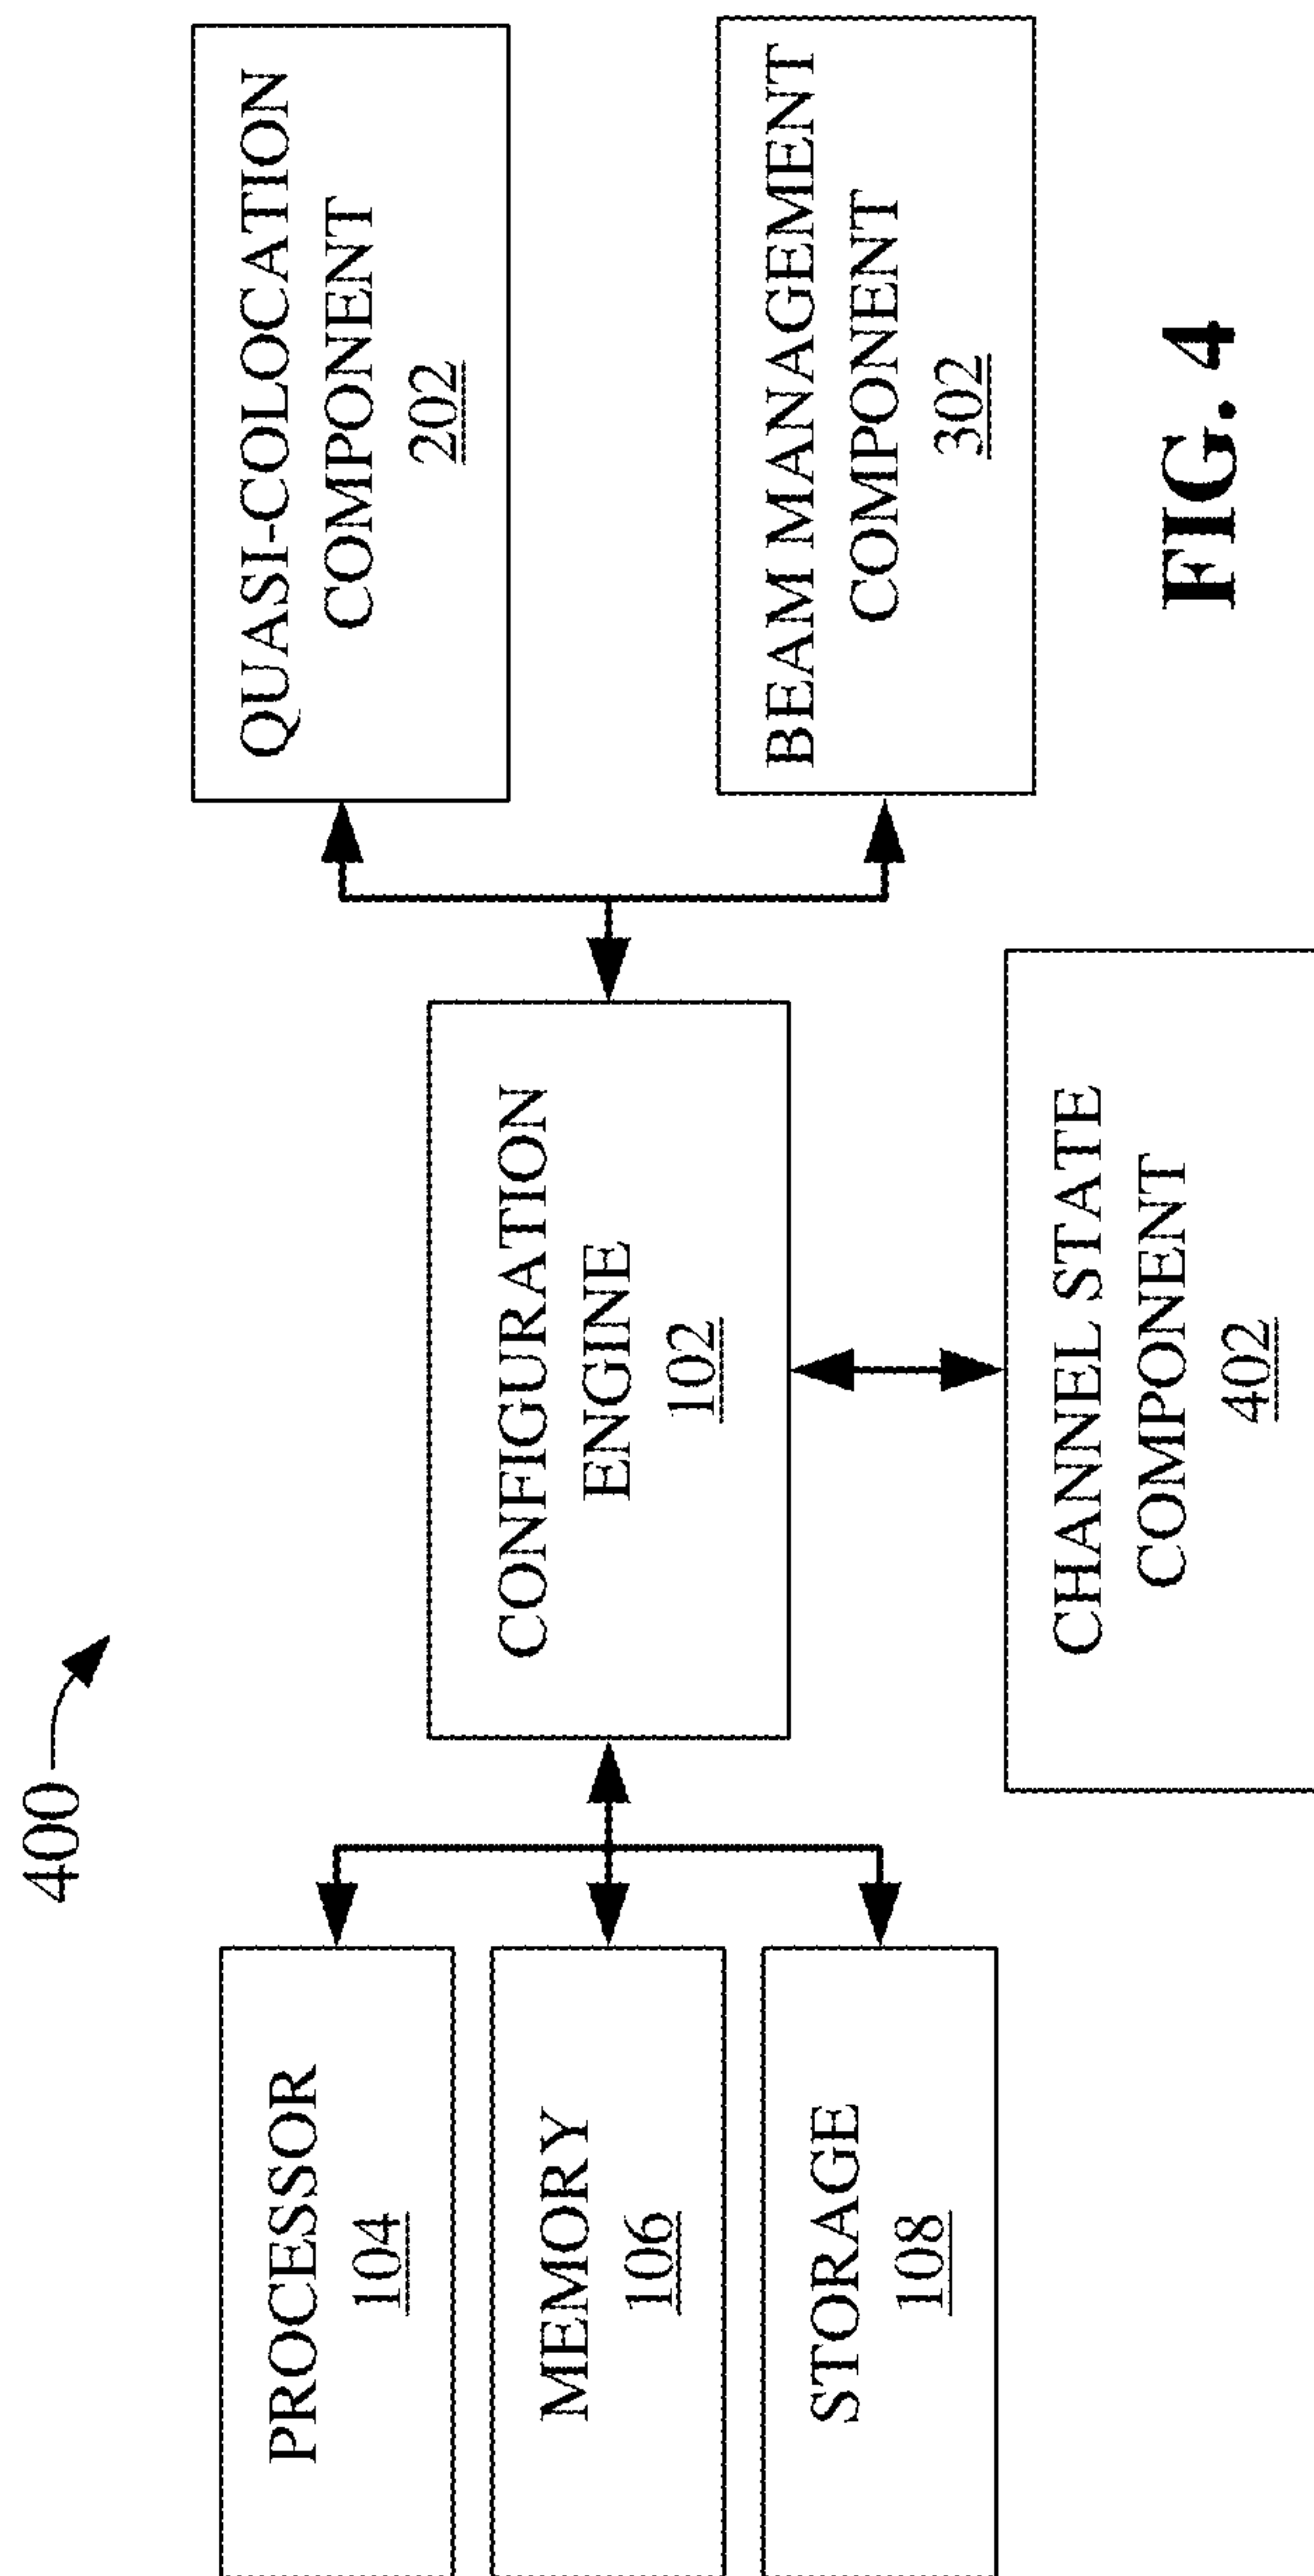 400
PROCESSOR
104
MEMORY
106
STORAGE
108
CONFIGURATION
ENGINE
102
CHANNEL STATE
COMPONENT
402
QUASI-COLOCATION
COMPONENT
202
BEAM MANAGEMENT
COMPONENT
302
FIG. 4